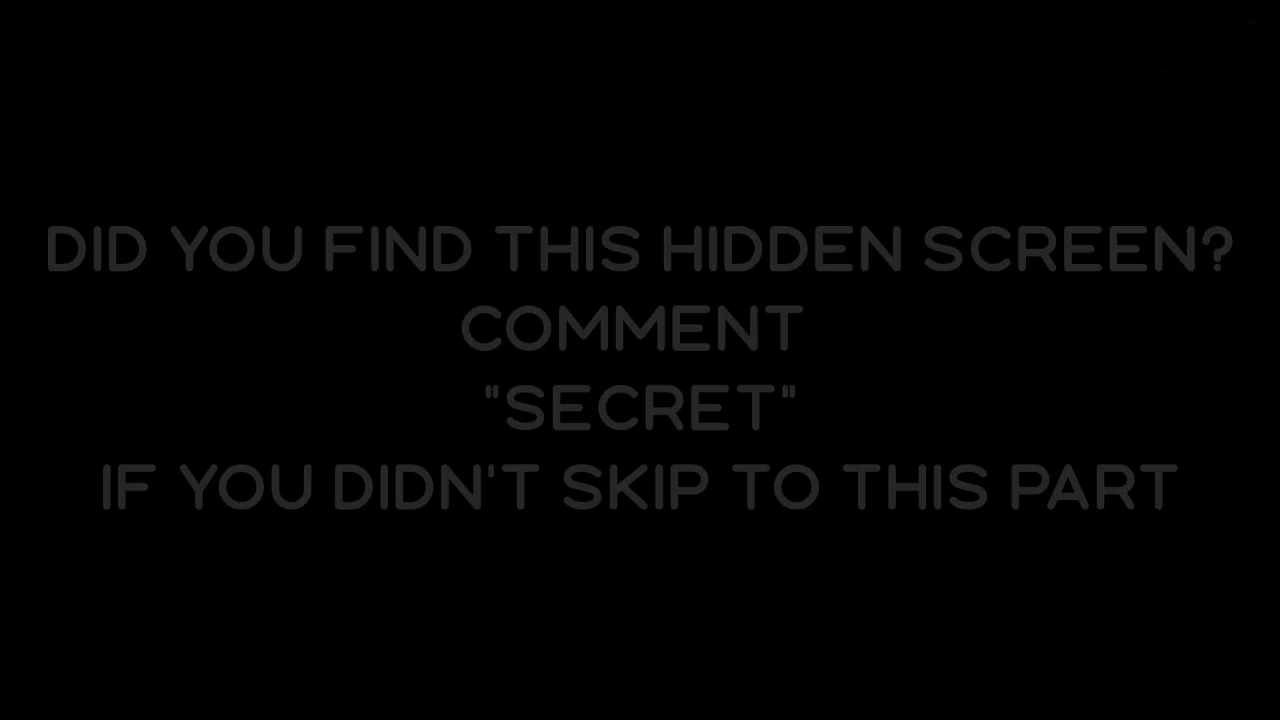 DID YOU FIND THIS HIDDEN SCREEN?
COMMENT
"SECRET"
IF YOU DIDN'T SKIP TO THIS PART